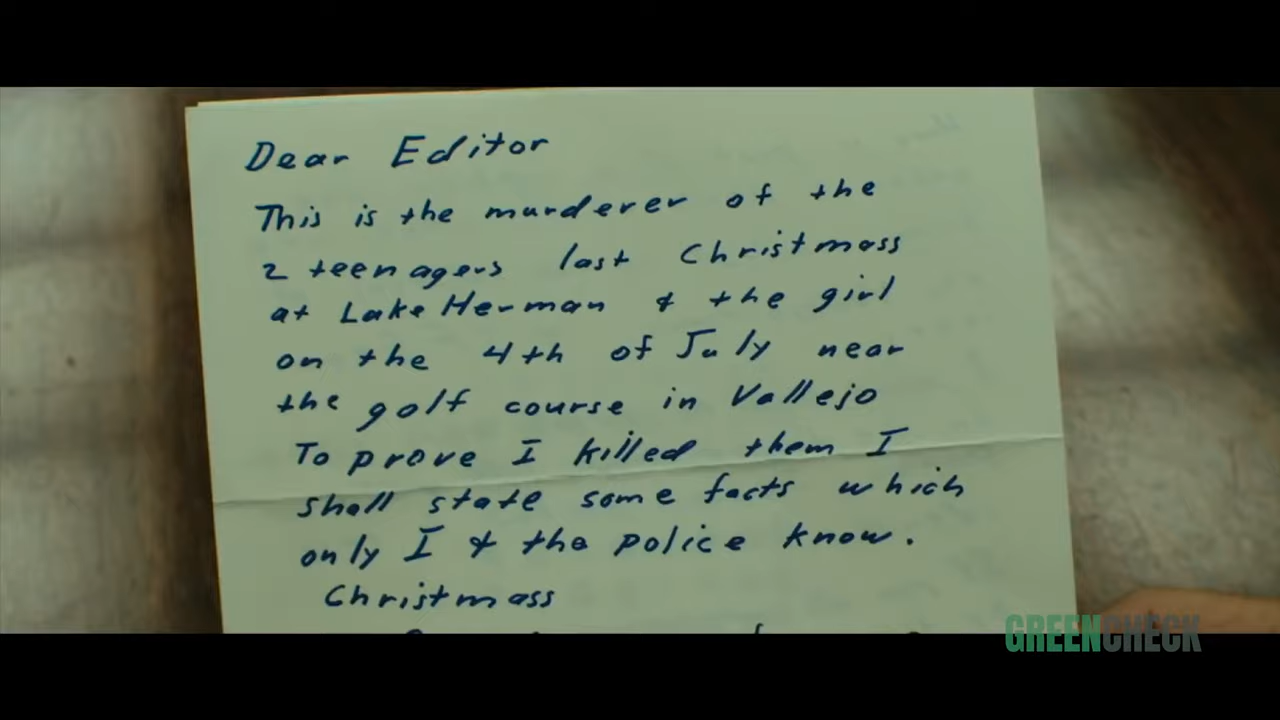 Dear Editor
This is the murderer of the
2 teenagers last Christmass
at Lake Herman & the girl
on the 4th of July near
the golf course in Vallejo
To prove I killed them I
shall state some facts which
only I & the police know.
Christmass
GREENCHECK